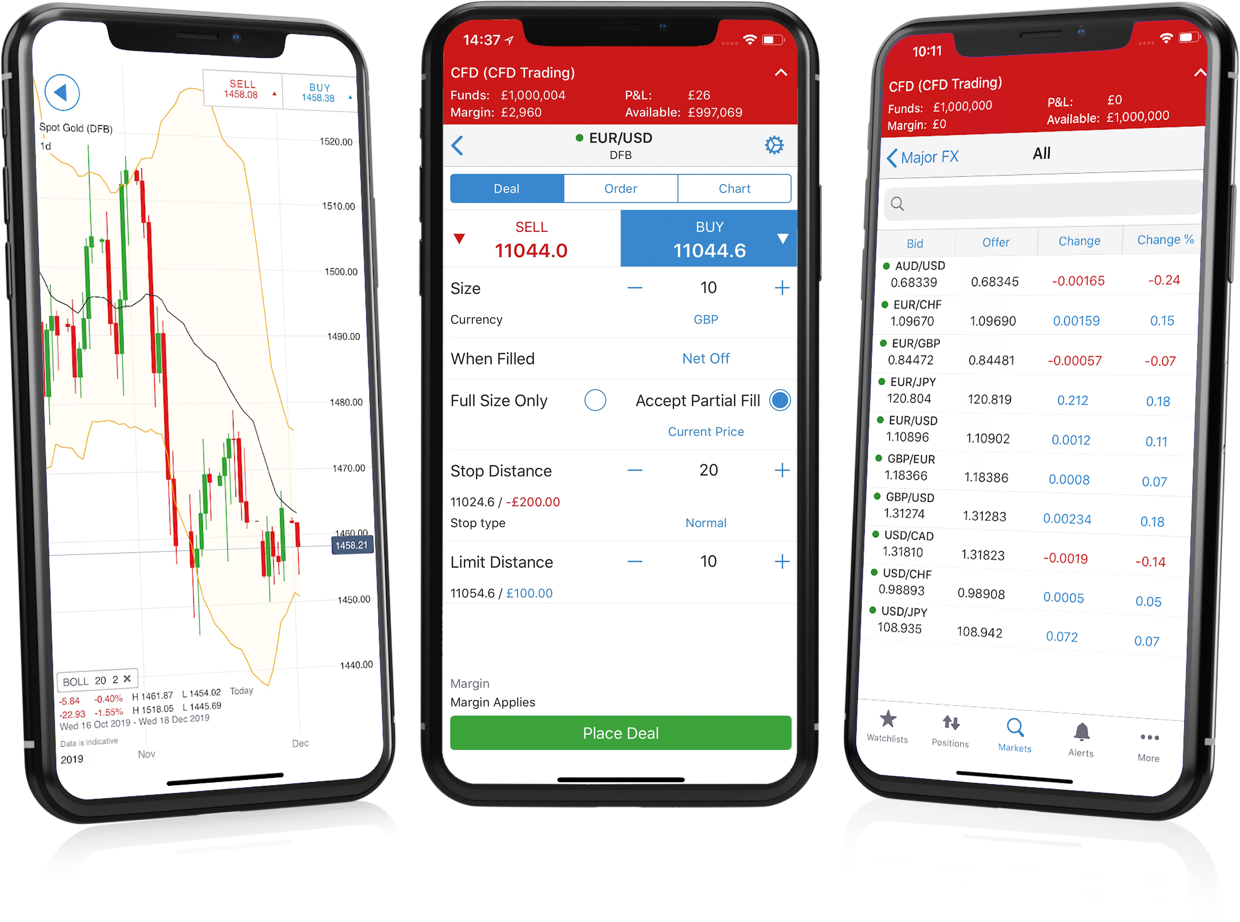 SELL
1458.08
BUY
1458.38
Spot Gold (DFB)
1d
1520.00
1510.00
1500.00
1490.00
1480.00
1470.00
1460.00
1458.21
1450.00
1440.00
BOLL 20 2 ✕
-5.84 -0.40% H 1461.87 L 1454.02 Today
-22.93 -1.55% H 1518.05 L 1445.69
Wed 16 Oct 2019 - Wed 18 Dec 2019
Data is indicative
2019 Nov Dec
14:37
CFD (CFD Trading)
Funds: £1,000,004 P&L: £26
Margin: £2,960 Available: £997,069
EUR/USD
DFB
Deal Order Chart
SELL BUY
11044.0 11044.6
Size — 10 +
Currency GBP
When Filled Net Off
Full Size Only Accept Partial Fill
Current Price
Stop Distance — 20 +
11024.6 / -£200.00
Stop type Normal
Limit Distance — 10 +
11054.6 / £100.00
Margin
Margin Applies
Place Deal
10:11
CFD (CFD Trading)
Funds: £1,000,000 P&L: £0
Margin: £0 Available: £1,000,000
Major FX All
Bid Offer Change Change %
AUD/USD
0.68339 0.68345 -0.00165 -0.24
EUR/CHF
1.09670 1.09690 0.00159 0.15
EUR/GBP
0.84472 0.84481 -0.00057 -0.07
EUR/JPY
120.804 120.819 0.212 0.18
EUR/USD
1.10896 1.10902 0.0012 0.11
GBP/EUR
1.18366 1.18386 0.0008 0.07
GBP/USD
1.31274 1.31283 0.00234 0.18
USD/CAD
1.31810 1.31823 -0.0019 -0.14
USD/CHF
0.98893 0.98908 0.0005 0.05
USD/JPY
108.935 108.942 0.072 0.07
Watchlists Positions Markets Alerts More